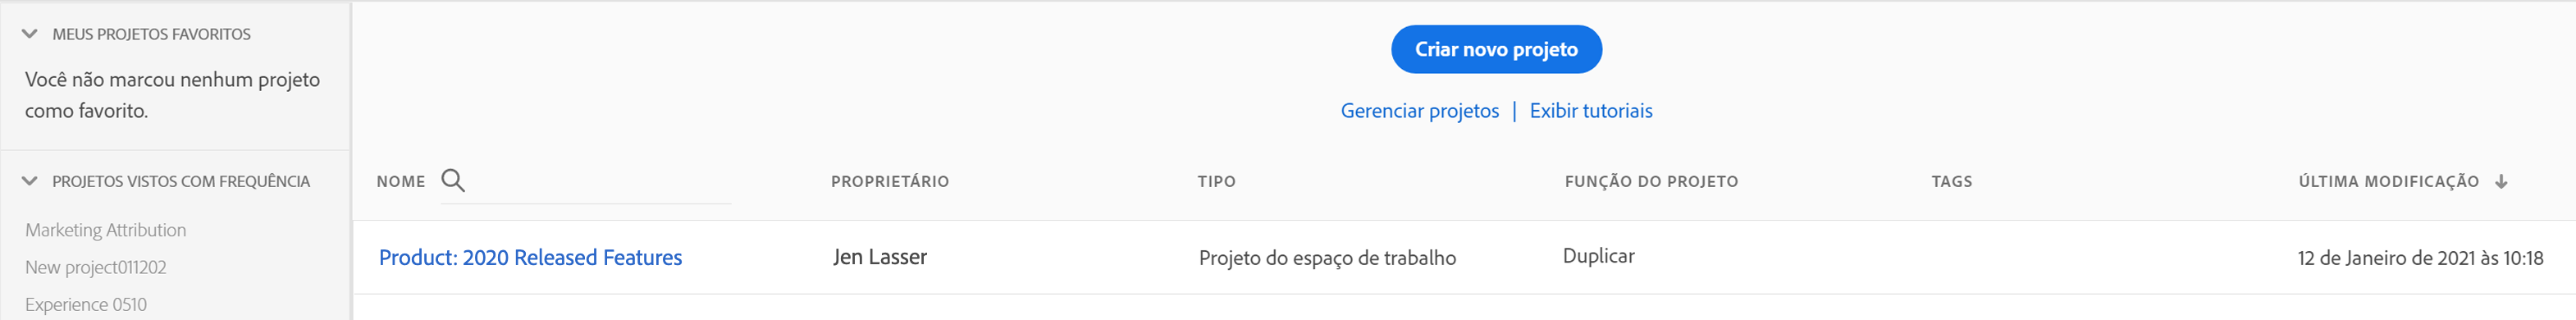 MEUS PROJETOS FAVORITOS
Você não marcou nenhum projeto
como favorito.
PROJETOS VISTOS COM FREQUÊNCIA
Marketing Attribution
New project011202
Experience 0510
Criar novo projeto
Gerenciar projetos | Exibir tutoriais
NOME PROPRIETÁRIO TIPO FUNÇÃO DO PROJETO TAGS ÚLTIMA MODIFICAÇÃO
Product: 2020 Released Features Jen Lasser Projeto do espaço de trabalho Duplicar 12 de Janeiro de 2021 às 10:18